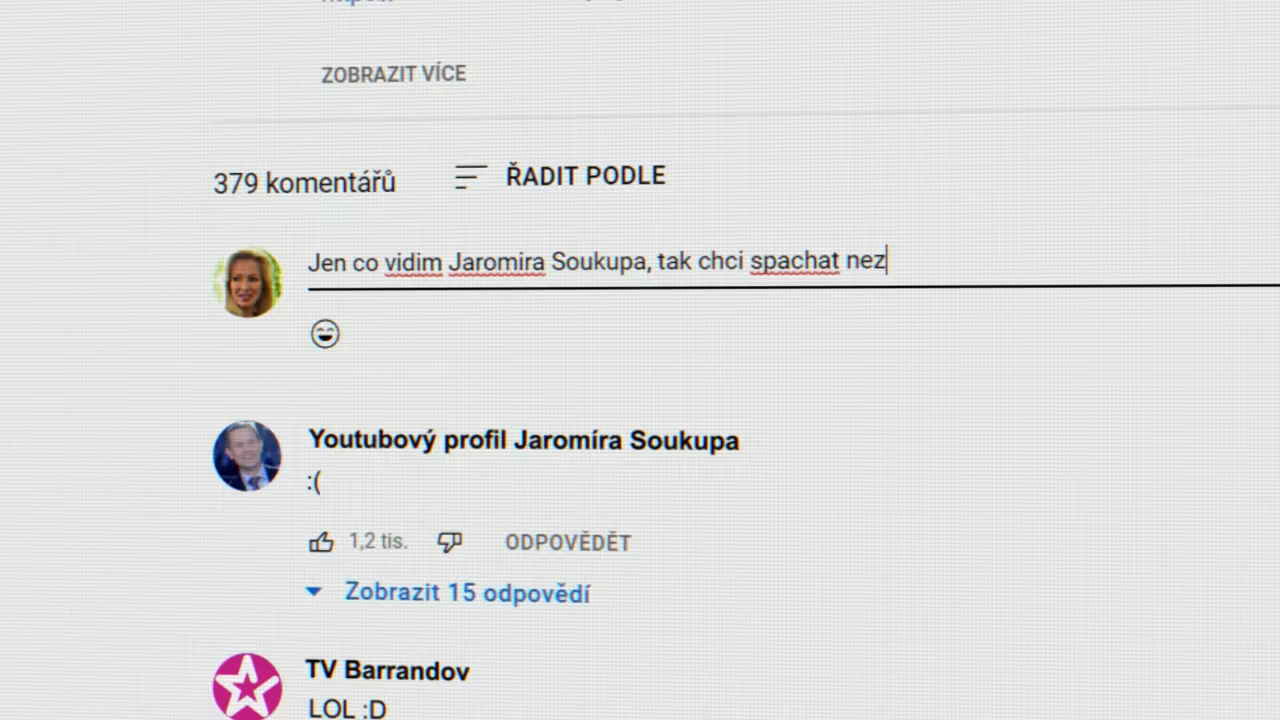 ZOBRAZIT VÍCE
379 komentářů
ŘADIT PODLE
Jen co vidim Jaromira Soukupa, tak chci spachat nez
Youtubový profil Jaromíra Soukupa
:(
1,2 tis.
ODPOVĚDĚT
Zobrazit 15 odpovědí
TV Barrandov
LOL :D